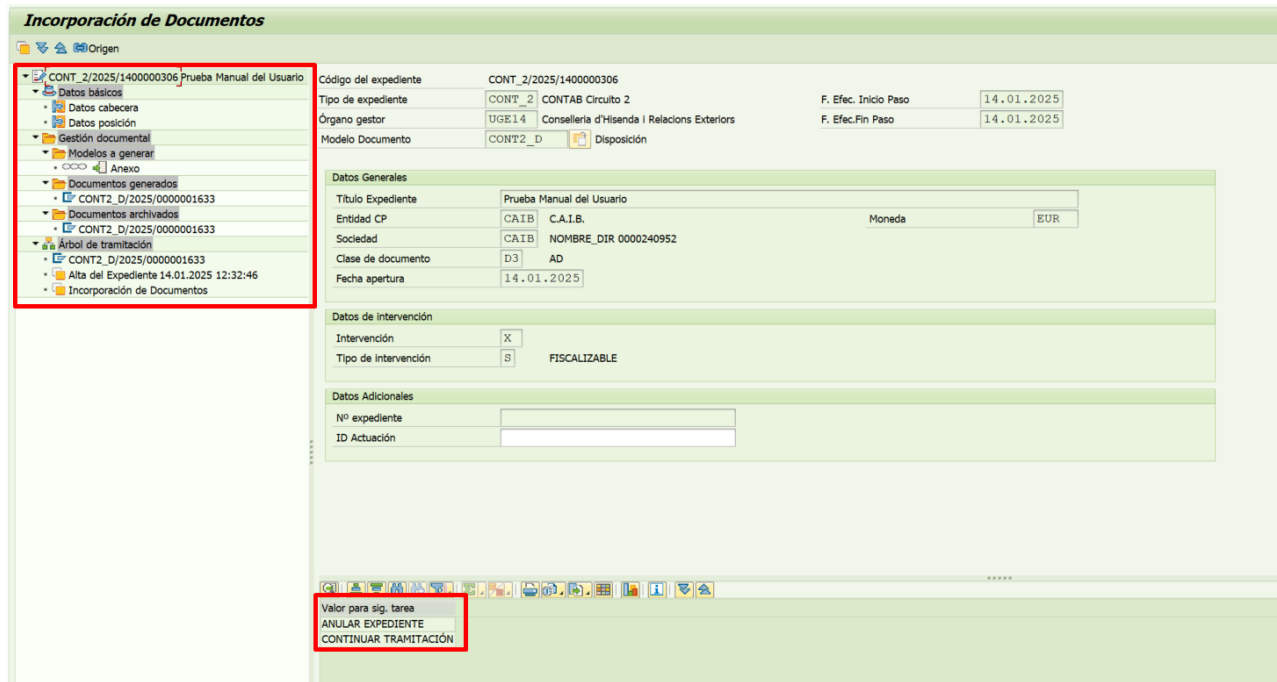 Incorporación de Documentos
Origen
CONT_2/2025/1400000306 Prueba Manual del Usuario
Datos básicos
Datos cabecera
Datos posición
Gestión documental
Modelos a generar
Anexo
Documentos generados
CONT2_D/2025/0000001633
Documentos archivados
CONT2_D/2025/0000001633
Árbol de tramitación
CONT2_D/2025/0000001633
Alta del Expediente 14.01.2025 12:32:46
Incorporación de Documentos
Código del expediente CONT_2/2025/1400000306
Tipo de expediente CONT_2 CONTAB Circuito 2 F. Efec. Inicio Paso 14.01.2025
Órgano gestor UGE14 Conselleria d'Hisenda i Relacions Exteriors F. Efec.Fin Paso 14.01.2025
Modelo Documento CONT2_D Disposición
Datos Generales
Título Expediente Prueba Manual del Usuario
Entidad CP CAIB C.A.I.B. Moneda EUR
Sociedad CAIB NOMBRE_DIR 0000240952
Clase de documento D3 AD
Fecha apertura 14.01.2025
Datos de intervención
Intervención X
Tipo de intervención S FISCALIZABLE
Datos Adicionales
Nº expediente
ID Actuación
Valor para sig. tarea
ANULAR EXPEDIENTE
CONTINUAR TRAMITACIÓN